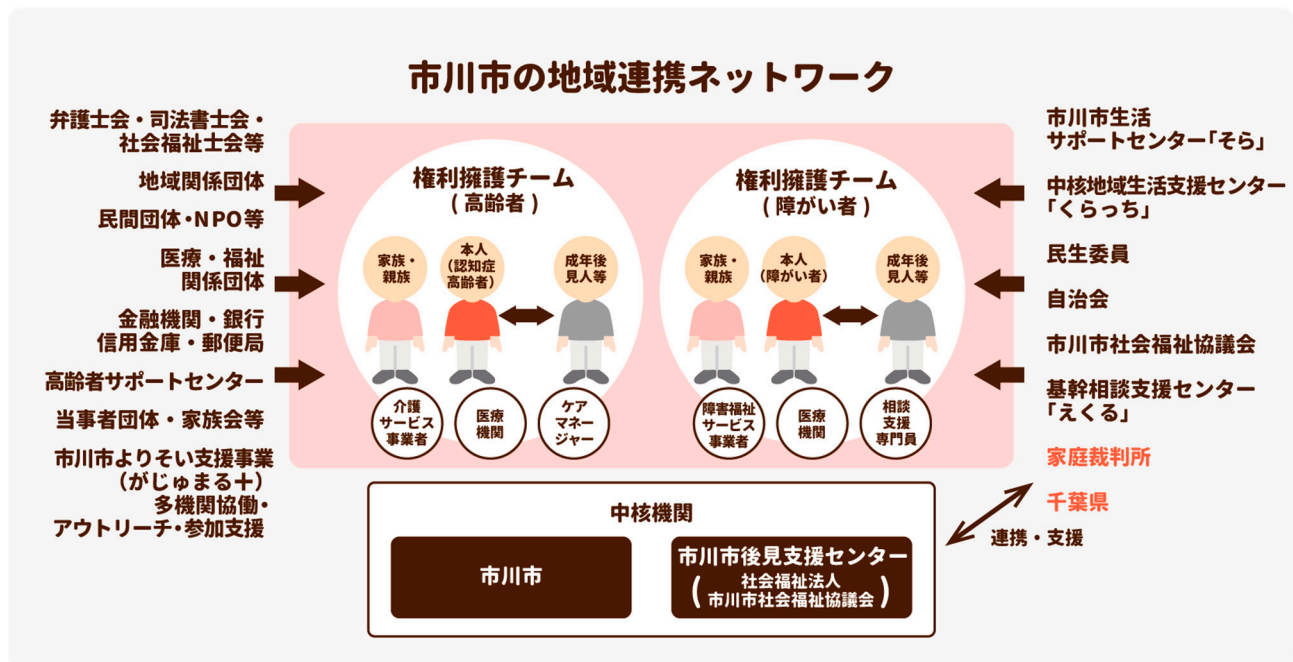 市川市の地域連携ネットワーク
弁護士会・司法書士会・
社会福祉士会等
地域関係団体
民間団体・NPO等
医療・福祉
関係団体
金融機関・銀行
信用金庫・郵便局
高齢者サポートセンター
当事者団体・家族会等
市川市よりそい支援事業
（がじゅまる＋）
多機関協働・
アウトリーチ・参加支援
権利擁護チーム
(高齢者)
家族・
親族
本人
（認知症
高齢者）
成年後
見人等
介護
サービス
事業者
医療
機関
ケア
マネー
ジャー
権利擁護チーム
(障がい者)
家族・
親族
本人
（障がい者）
成年後
見人等
障害福祉
サービス
事業者
医療
機関
相談
支援
専門員
市川市生活
サポートセンター「そら」
中核地域生活支援センター
「くらっち」
民生委員
自治会
市川市社会福祉協議会
基幹相談支援センター
「えくる」
家庭裁判所
千葉県
連携・支援
中核機関
市川市
市川市後見支援センター
(社会福祉法人
市川市社会福祉協議会)